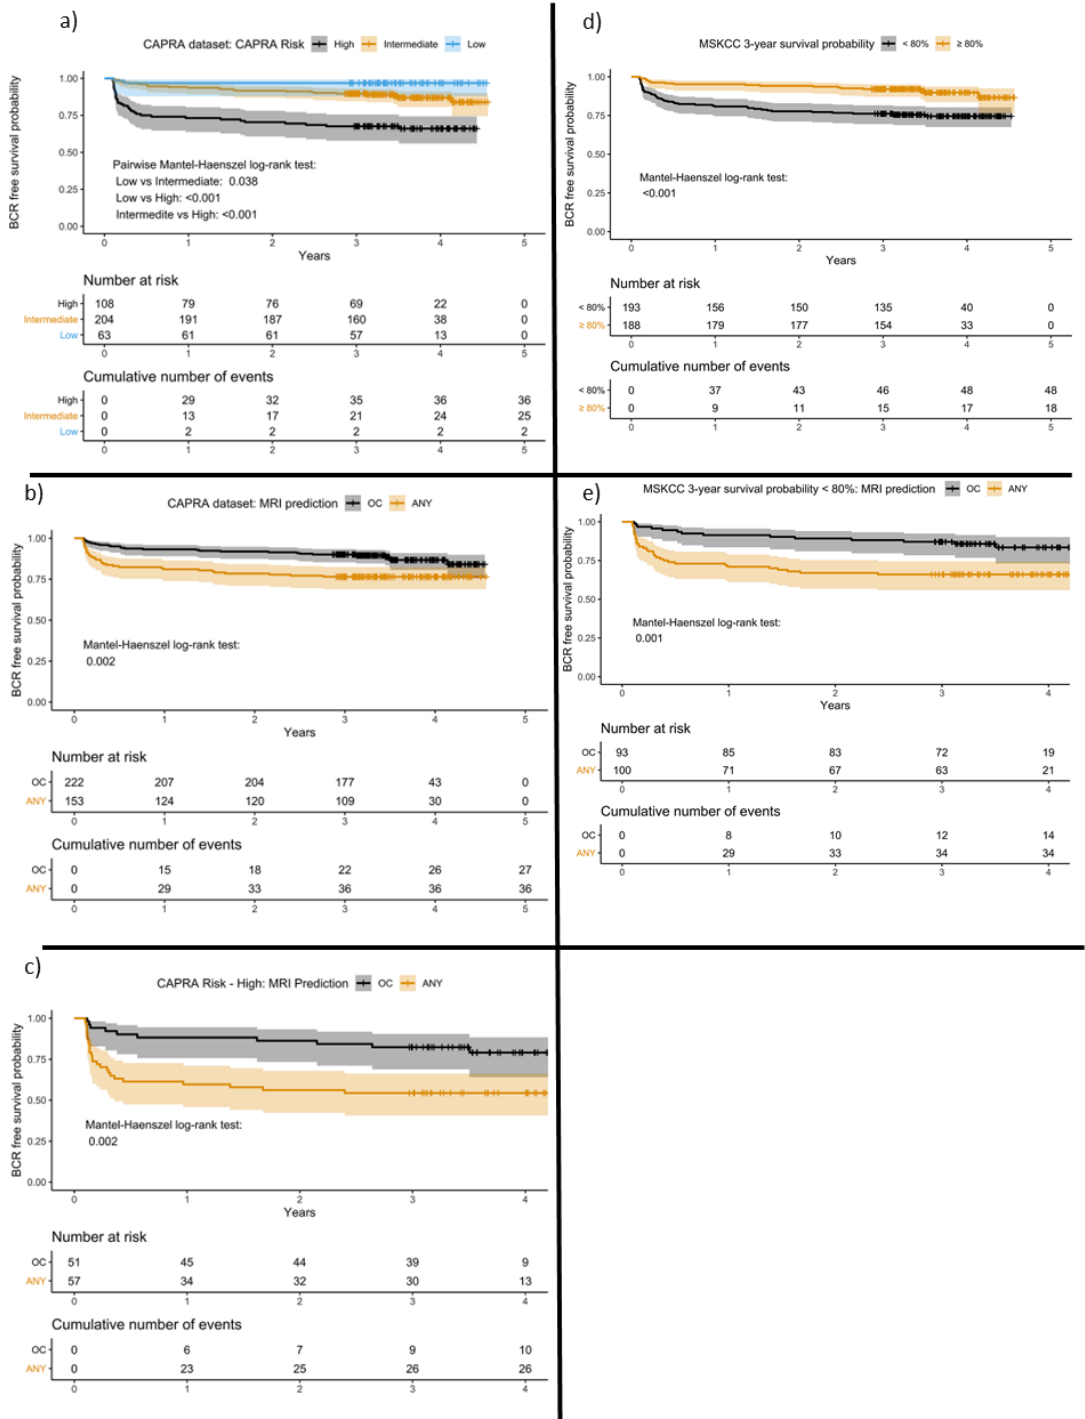 a)
CAPRA dataset: CAPRA Risk High Intermediate Low
BCR free survival probability
1.00
0.75
0.50
0.25
0.00
Pairwise Mantel-Haenszel log-rank test:
Low vs Intermediate: 0.038
Low vs High: <0.001
Intermedite vs High: <0.001
0 1 2 3 4 5
Years
Number at risk
High 108 79 76 69 22 0
Intermediate 204 191 187 160 38 0
Low 63 61 61 57 13 0
0 1 2 3 4 5
Cumulative number of events
High 0 29 32 35 36 36
Intermediate 0 13 17 21 24 25
Low 0 2 2 2 2 2
0 1 2 3 4 5
d)
MSKCC 3-year survival probability < 80% ≥ 80%
BCR free survival probability
1.00
0.75
0.50
0.25
0.00
Mantel-Haenszel log-rank test:
<0.001
0 1 2 3 4 5
Years
Number at risk
< 80% 193 156 150 135 40 0
≥ 80% 188 179 177 154 33 0
0 1 2 3 4 5
Cumulative number of events
< 80% 0 37 43 46 48 48
≥ 80% 0 9 11 15 17 18
0 1 2 3 4 5
b)
CAPRA dataset: MRI prediction OC ANY
BCR free survival probability
1.00
0.75
0.50
0.25
0.00
Mantel-Haenszel log-rank test:
0.002
0 1 2 3 4 5
Years
Number at risk
OC 222 207 204 177 43 0
ANY 153 124 120 109 30 0
0 1 2 3 4 5
Cumulative number of events
OC 0 15 18 22 26 27
ANY 0 29 33 36 36 36
0 1 2 3 4 5
e)
MSKCC 3-year survival probability < 80%: MRI prediction OC ANY
BCR free survival probability
1.00
0.75
0.50
0.25
0.00
Mantel-Haenszel log-rank test:
0.001
0 1 2 3 4
Years
Number at risk
OC 93 85 83 72 19
ANY 100 71 67 63 21
0 1 2 3 4
Cumulative number of events
OC 0 8 10 12 14
ANY 0 29 33 34 34
0 1 2 3 4
c)
CAPRA Risk - High: MRI Prediction OC ANY
BCR free survival probability
1.00
0.75
0.50
0.25
0.00
Mantel-Haenszel log-rank test:
0.002
0 1 2 3 4
Years
Number at risk
OC 51 45 44 39 9
ANY 57 34 32 30 13
0 1 2 3 4
Cumulative number of events
OC 0 6 7 9 10
ANY 0 23 25 26 26
0 1 2 3 4